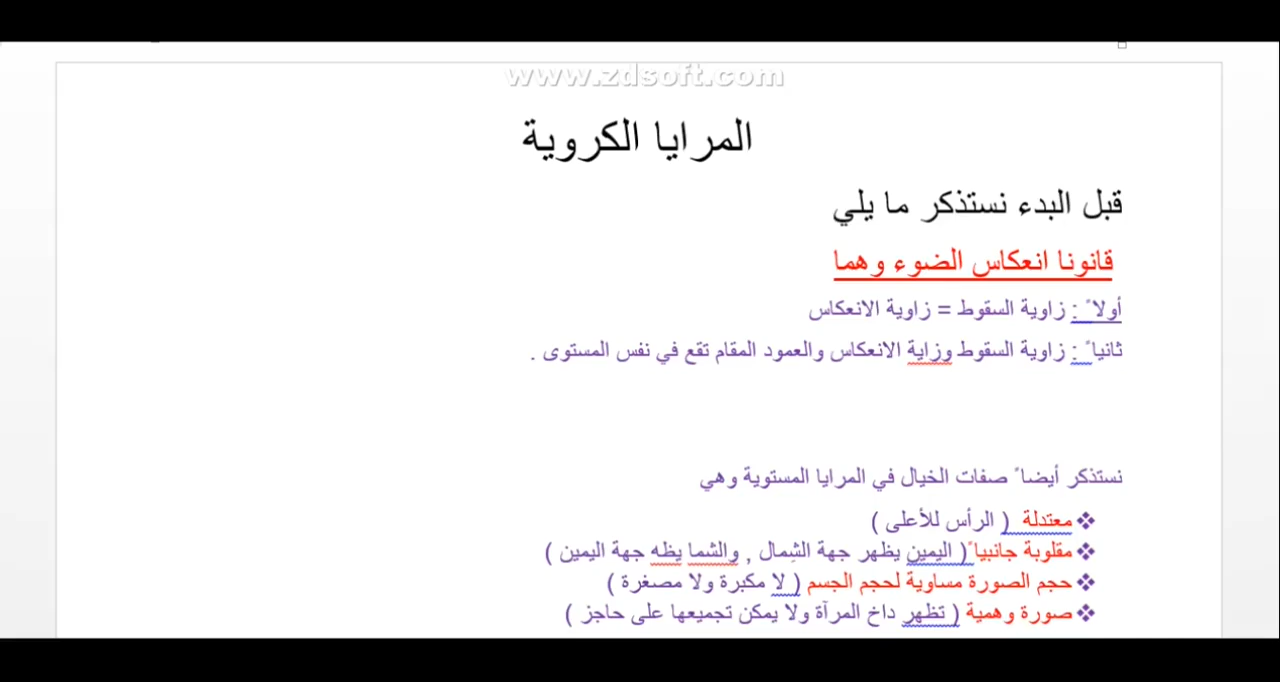 www.zdsoft.com
المرايا الكروية
قبل البدء نستذكر ما يلي
قانونا انعكاس الضوء وهما
أولاً : زاوية السقوط = زاوية الانعكاس
ثانياً : زاوية السقوط وزاية الانعكاس والعمود المقام تقع في نفس المستوى .
نستذكر أيضاً صفات الخيال في المرايا المستوية وهي
❖ معتدلة ( الرأس للأعلى )
❖ مقلوبة جانبياً ( اليمين يظهر جهة الشِمال , والشما يظه جهة اليمين )
❖ حجم الصورة مساوية لحجم الجسم ( لا مكبرة ولا مصغرة )
❖ صورة وهمية ( تظهر داخ المرآة ولا يمكن تجميعها على حاجز )